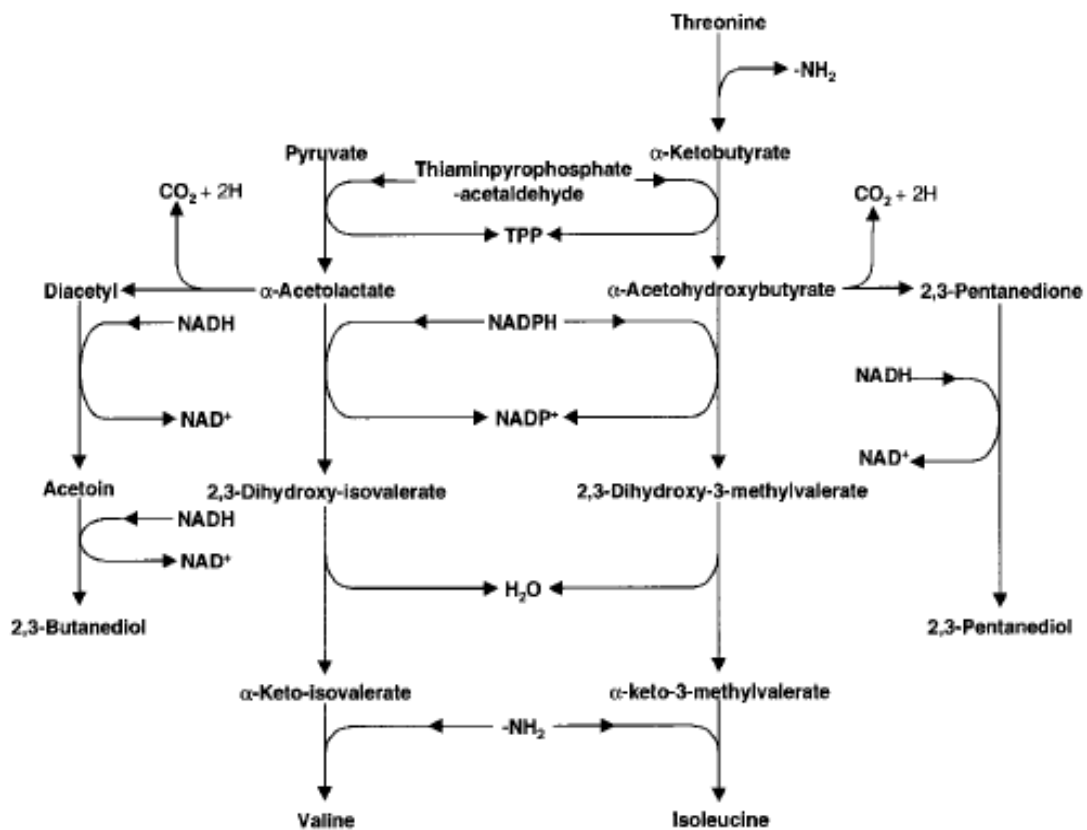 Threonine
-NH₂
Pyruvate
α-Ketobutyrate
Thiaminpyrophosphate
-acetaldehyde
CO₂ + 2H
CO₂ + 2H
TPP
Diacetyl
α-Acetolactate
α-Acetohydroxybutyrate
2,3-Pentanedione
NADH
NADPH
NADH
NAD⁺
NADP⁺
NAD⁺
Acetoin
2,3-Dihydroxy-isovalerate
2,3-Dihydroxy-3-methylvalerate
NADH
NAD⁺
H₂O
2,3-Butanediol
2,3-Pentanediol
α-Keto-isovalerate
α-keto-3-methylvalerate
-NH₂
Valine
Isoleucine